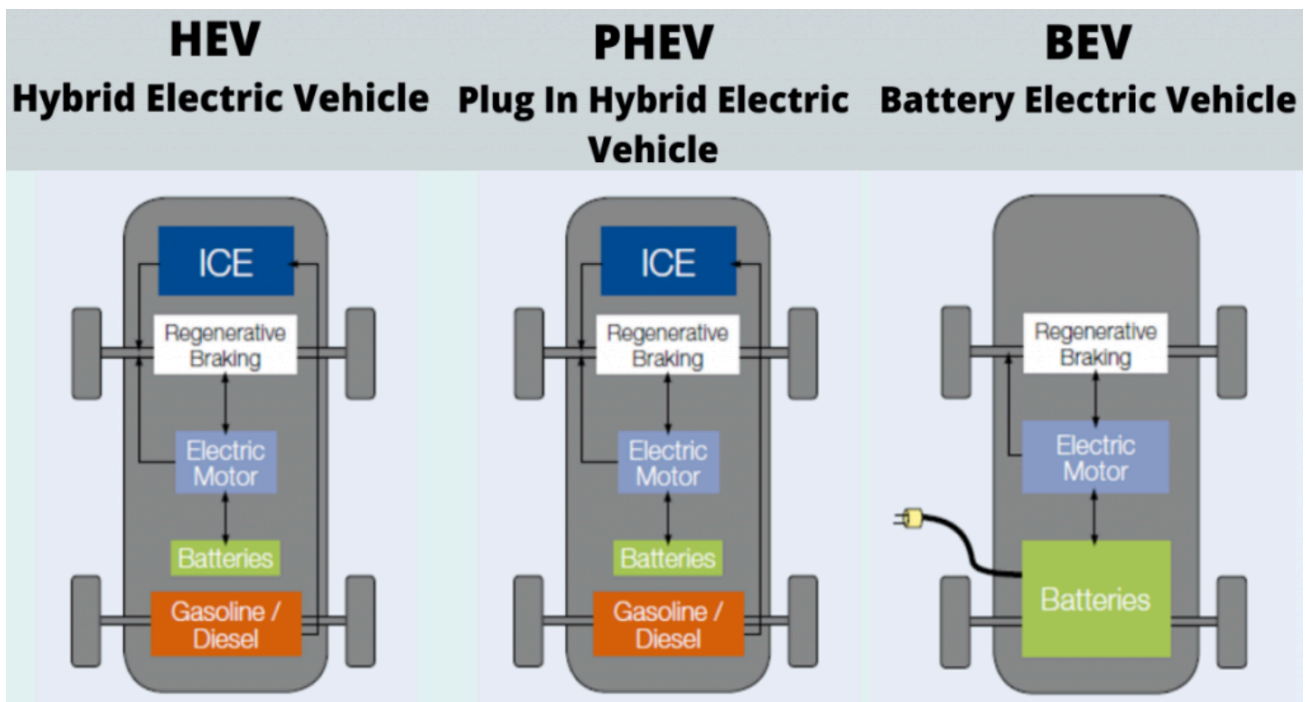 HEV
Hybrid Electric Vehicle
ICE
Regenerative
Braking
Electric
Motor
Batteries
Gasoline /
Diesel
PHEV
Plug In Hybrid Electric
Vehicle
ICE
Regenerative
Braking
Electric
Motor
Batteries
Gasoline /
Diesel
BEV
Battery Electric Vehicle
Regenerative
Braking
Electric
Motor
Batteries